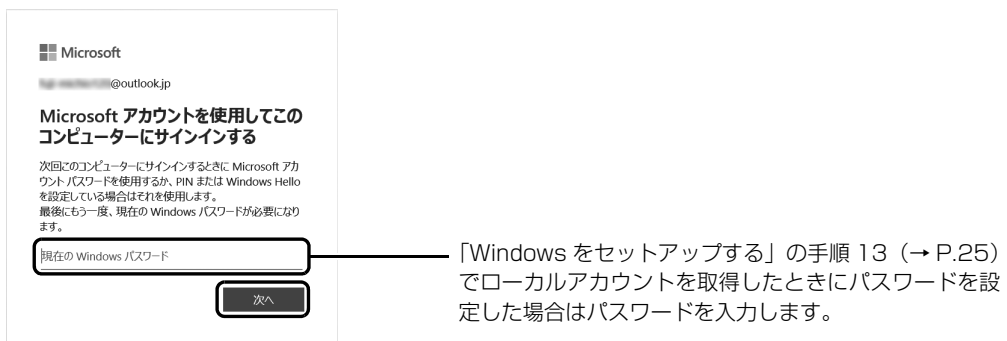 Microsoft
@outlook.jp
Microsoft アカウントを使用してこの
コンピューターにサインインする
次回このコンピューターにサインインするときに Microsoft アカ
ウント パスワードを使用するか、PIN または Windows Hello
を設定している場合はそれを使用します。
最後にもう一度、現在の Windows パスワードが必要になり
ます。
現在の Windows パスワード
次へ
「Windows をセットアップする」の手順 13（→ P.25）
でローカルアカウントを取得したときにパスワードを設
定した場合はパスワードを入力します。